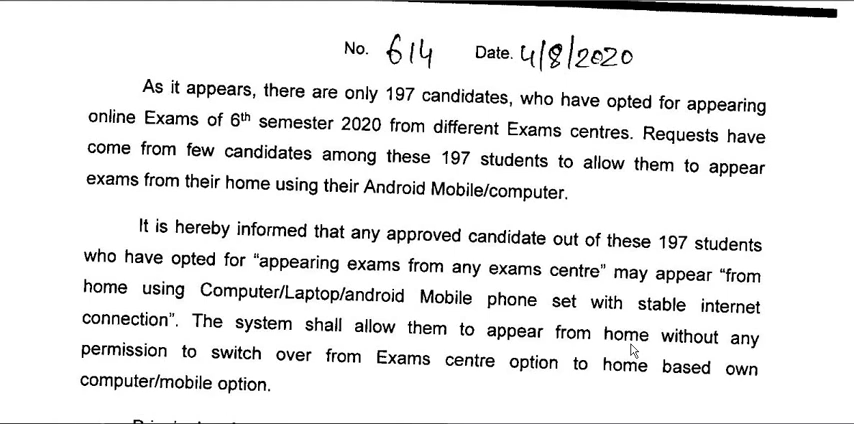 No. 614 Date. 4/8/2020
As it appears, there are only 197 candidates, who have opted for appearing
online Exams of 6th semester 2020 from different Exams centres. Requests have
come from few candidates among these 197 students to allow them to appear
exams from their home using their Android Mobile/computer.
It is hereby informed that any approved candidate out of these 197 students
who have opted for “appearing exams from any exams centre” may appear “from
home using Computer/Laptop/android Mobile phone set with stable internet
connection”. The system shall allow them to appear from home without any
permission to switch over from Exams centre option to home based own
computer/mobile option.